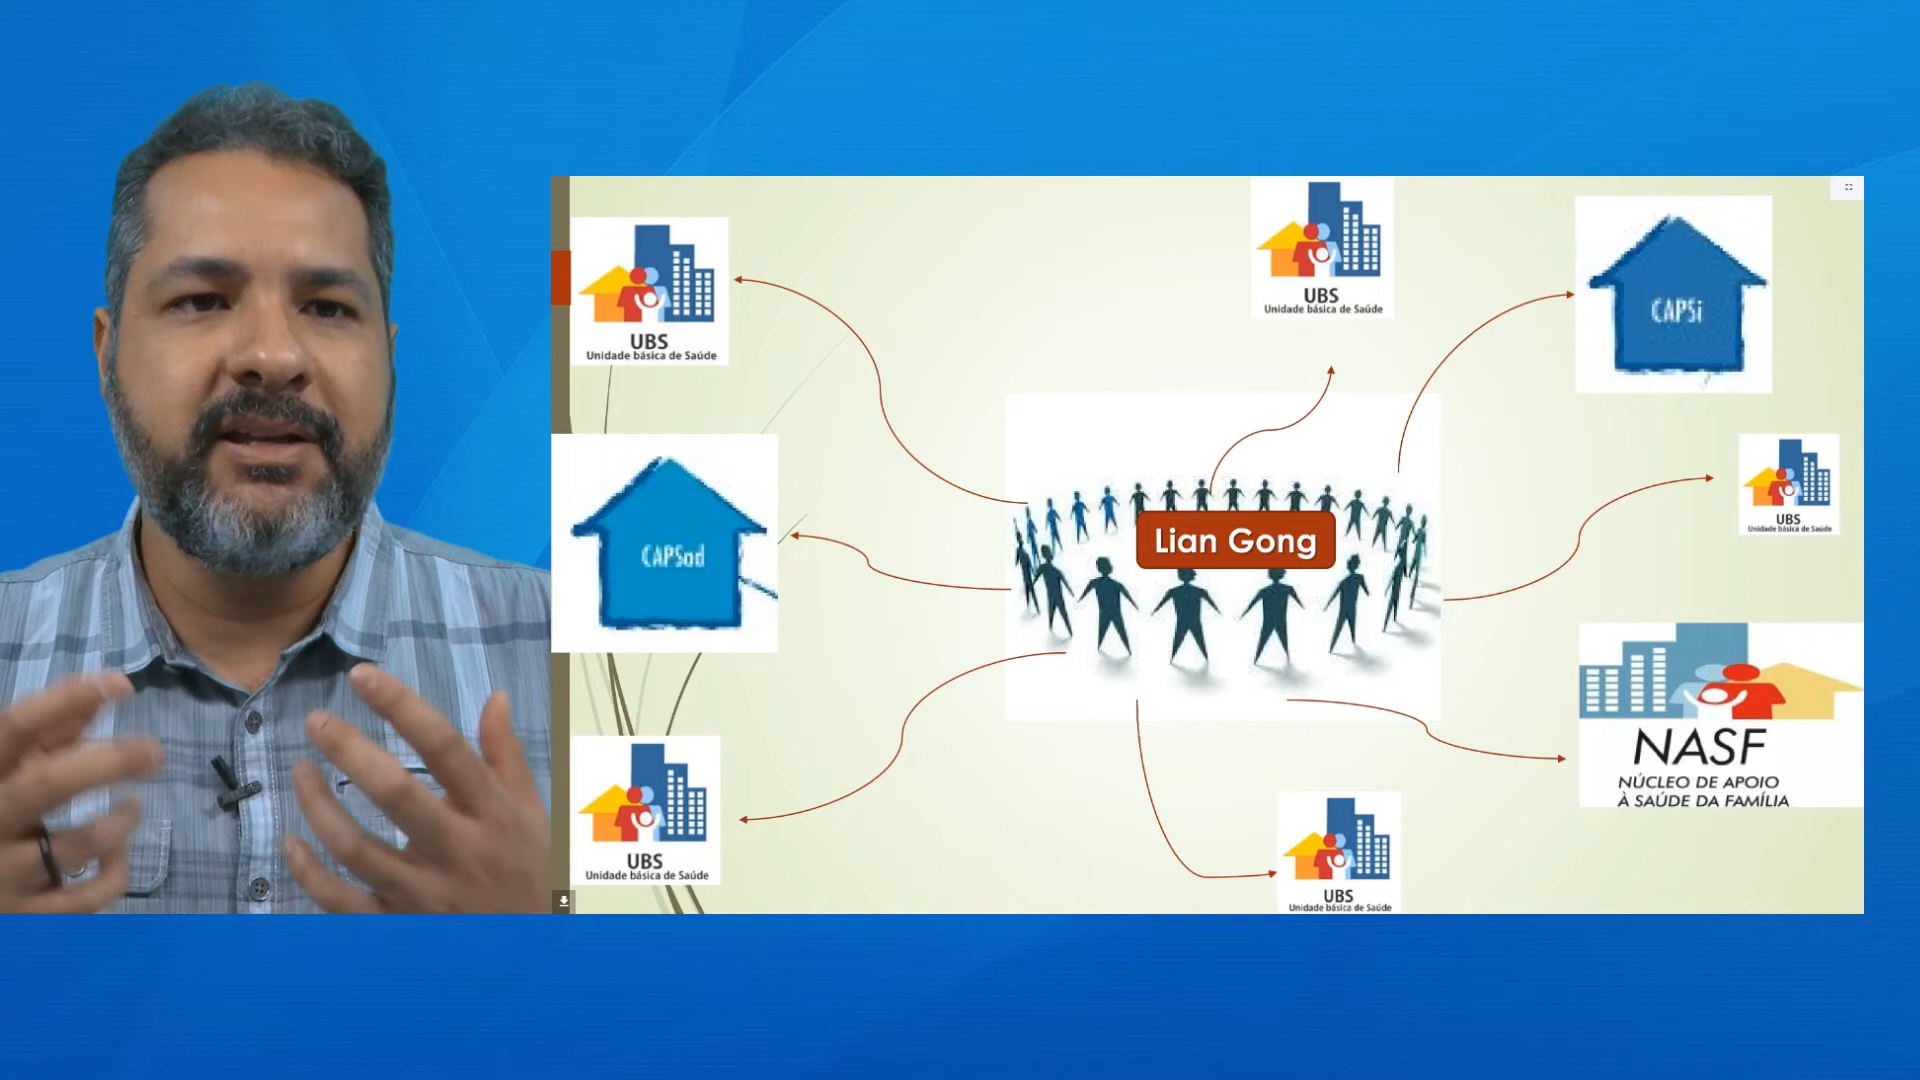 UBS
Unidade básica de Saúde
UBS
Unidade básica de Saúde
CAPSi
CAPSad
Lian Gong
UBS
Unidade básica de Saúde
NASF
NÚCLEO DE APOIO
À SAÚDE DA FAMÍLIA
UBS
Unidade básica de Saúde
UBS
Unidade básica de Saúde